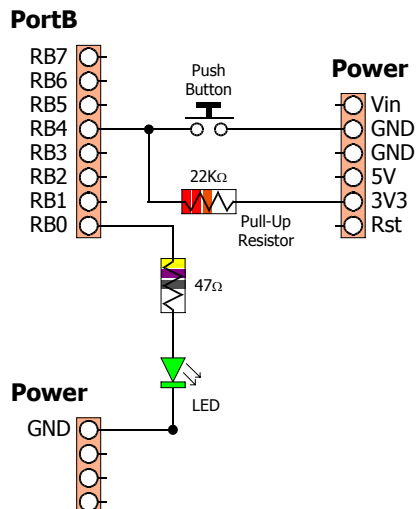 PortB
RB7
RB6
RB5
RB4
RB3
RB2
RB1
RB0
Push
Button
Power
Vin
GND
GND
5V
3V3
Rst
22KΩ
Pull-Up
Resistor
47Ω
LED
Power
GND